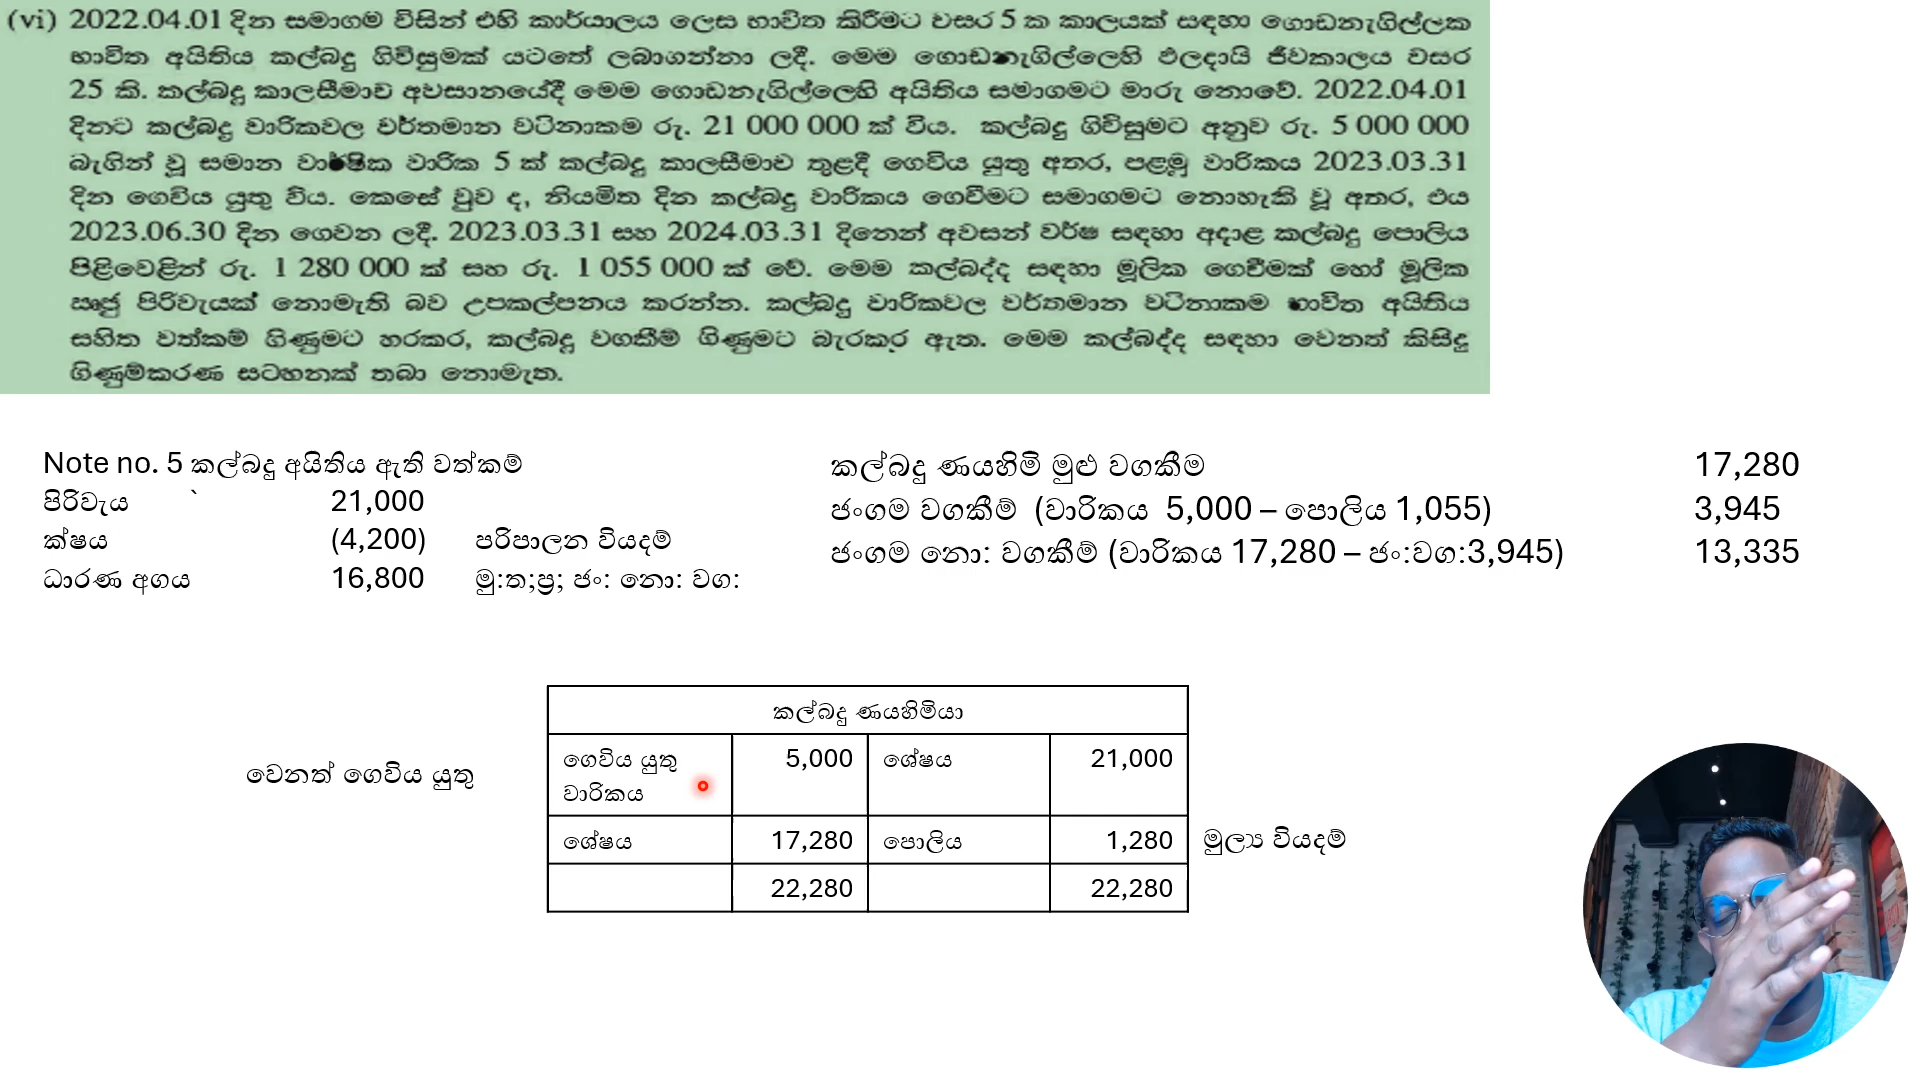 (vi) 2022.04.01 දින සමාගම විසින් එහි කාර්යාලය ලෙස භාවිත කිරීමට වසර 5 ක කාලයක් සඳහා ගොඩනැගිල්ලක
භාවිත අයිතිය කල්බදු ගිවිසුමක් යටතේ ලබාගන්නා ලදී. මෙම ගොඩනැගිල්ලෙහි ඵලදායි ජීවකාලය වසර
25 කි. කල්බදු කාලසීමාව අවසානයේදී මෙම ගොඩනැගිල්ලෙහි අයිතිය සමාගමට මාරු නොවේ. 2022.04.01
දිනට කල්බදු වාරිකවල වර්තමාන වටිනාකම රු. 21 000 000 ක් විය. කල්බදු ගිවිසුමට අනුව රු. 5 000 000
බැගින් වූ සමාන වාර්ෂික වාරික 5 ක් කල්බදු කාලසීමාව තුළදී ගෙවිය යුතු අතර, පළමු වාරිකය 2023.03.31
දින ගෙවිය යුතු විය. කෙසේ වුව ද, නියමිත දින කල්බදු වාරිකය ගෙවීමට සමාගමට නොහැකි වූ අතර, එය
2023.06.30 දින ගෙවන ලදී. 2023.03.31 සහ 2024.03.31 දිනෙන් අවසන් වර්ෂ සඳහා අදාළ කල්බදු පොලිය
පිළිවෙළින් රු. 1 280 000 ක් සහ රු. 1 055 000 ක් වේ. මෙම කල්බද්ද සඳහා මූලික ගෙවීමක් හෝ මූලික
සෘජු පිරිවැයක් නොමැති බව උපකල්පනය කරන්න. කල්බදු වාරිකවල වර්තමාන වටිනාකම භාවිත අයිතිය
සහිත වත්කම් ගිණුමට හරකර, කල්බදු වගකීම් ගිණුමට බැරකර ඇත. මෙම කල්බද්ද සඳහා වෙනත් කිසිදු
ගිණුම්කරණ සටහනක් තබා නොමැත.
Note no. 5 කල්බදු අයිතිය ඇති වත්කම්
පිරිවැය ` 21,000
ක්ෂය (4,200) පරිපාලන වියදම්
ධාරණ අගය 16,800 මු:ත;ප්‍ර; ජං: නො: වග:
කල්බදු ණයහිමි මුළු වගකීම 17,280
ජංගම වගකීම් (වාරිකය 5,000 – පොලිය 1,055) 3,945
ජංගම නො: වගකීම් (වාරිකය 17,280 – ජං:වග:3,945) 13,335
කල්බදු ණයහිමියා
වෙනත් ගෙවිය යුතු
ගෙවිය යුතු 5,000 ශේෂය 21,000
වාරිකය
ශේෂය 17,280 පොලිය 1,280 මුල්‍ය වියදම්
22,280 22,280